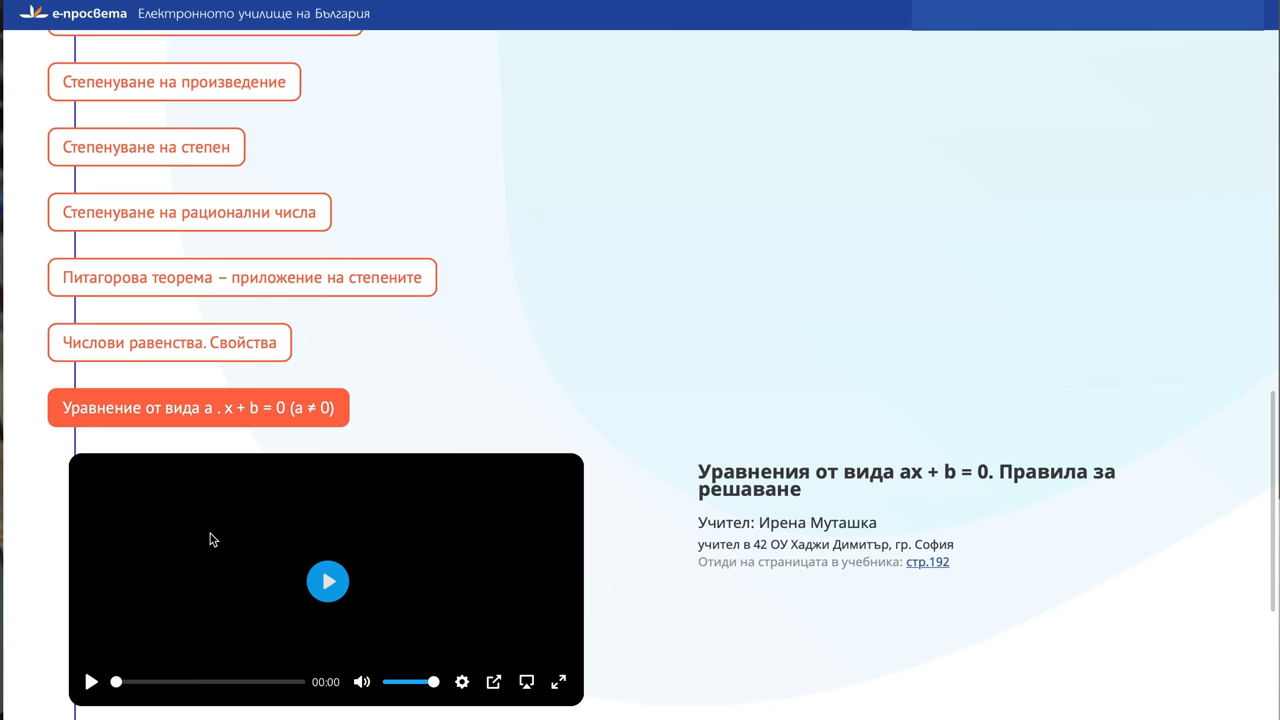 е-просвета Електронното училище на България
Степенуване на произведение
Степенуване на степен
Степенуване на рационални числа
Питагорова теорема – приложение на степените
Числови равенства. Свойства
Уравнение от вида a . x + b = 0 (a ≠ 0)
Уравнения от вида ax + b = 0. Правила за
решаване
Учител: Ирена Муташка
учител в 42 ОУ Хаджи Димитър, гр. София
Отиди на страницата в учебника: стр.192
00:00